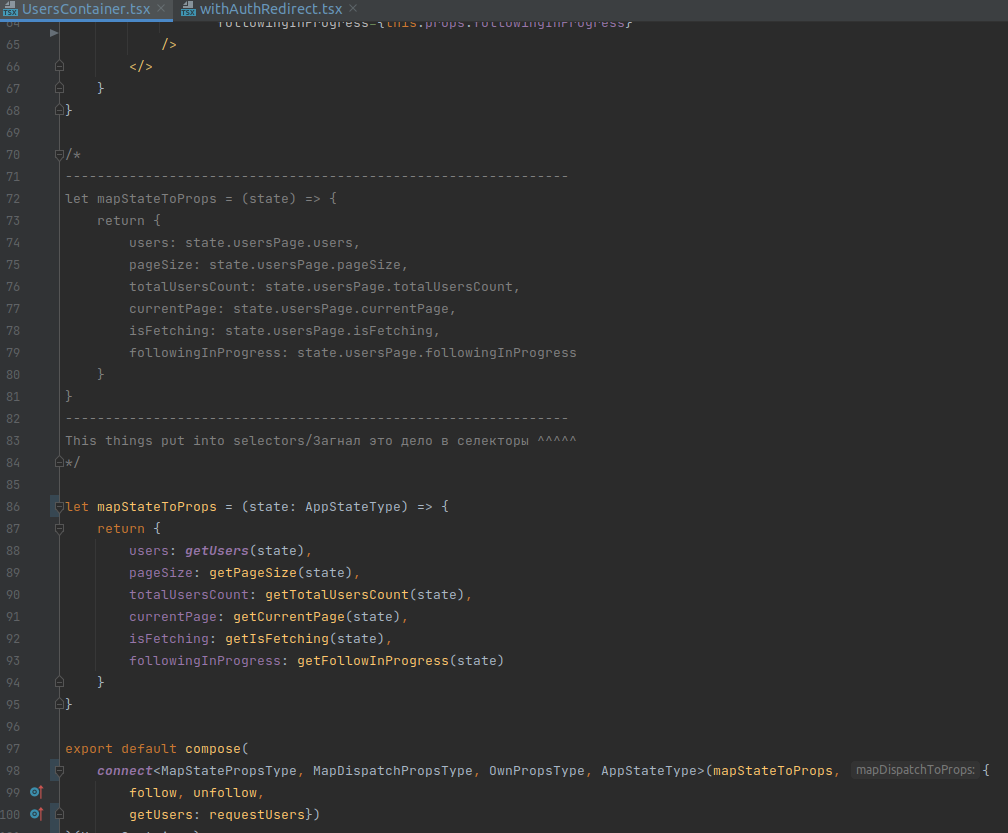 UsersContainer.tsx
withAuthRedirect.tsx
64 followingInProgress={this.props.followingInProgress}
65 />
66 </>
67 }
68 }
69
70 /*
71 ---------------------------------------------------------------
72 let mapStateToProps = (state) => {
73 return {
74 users: state.usersPage.users,
75 pageSize: state.usersPage.pageSize,
76 totalUsersCount: state.usersPage.totalUsersCount,
77 currentPage: state.usersPage.currentPage,
78 isFetching: state.usersPage.isFetching,
79 followingInProgress: state.usersPage.followingInProgress
80 }
81 }
82 ---------------------------------------------------------------
83 This things put into selectors/Загнал это дело в селекторы ^^^^^
84 */
85
86 let mapStateToProps = (state: AppStateType) => {
87 return {
88 users: getUsers(state),
89 pageSize: getPageSize(state),
90 totalUsersCount: getTotalUsersCount(state),
91 currentPage: getCurrentPage(state),
92 isFetching: getIsFetching(state),
93 followingInProgress: getFollowInProgress(state)
94 }
95 }
96
97 export default compose(
98 connect<MapStatePropsType, MapDispatchPropsType, OwnPropsType, AppStateType>(mapStateToProps, mapDispatchToProps: {
99 follow, unfollow,
100 getUsers: requestUsers})